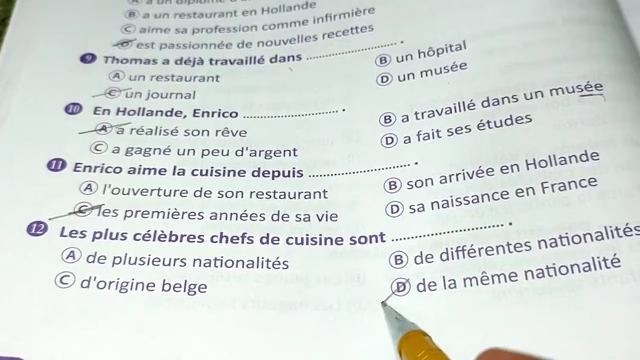 B a un restaurant en Hollande
C aime sa profession comme infirmière
D est passionnée de nouvelles recettes
9 Thomas a déjà travaillé dans .................... .
A un restaurant
B un hôpital
C un journal
D un musée
10 En Hollande, Enrico .................... .
A a réalisé son rêve
B a travaillé dans un musée
C a gagné un peu d'argent
D a fait ses études
11 Enrico aime la cuisine depuis .................... .
A l'ouverture de son restaurant
B son arrivée en Hollande
C les premières années de sa vie
D sa naissance en France
12 Les plus célèbres chefs de cuisine sont .................... .
A de plusieurs nationalités
B de différentes nationalités
C d'origine belge
D de la même nationalité